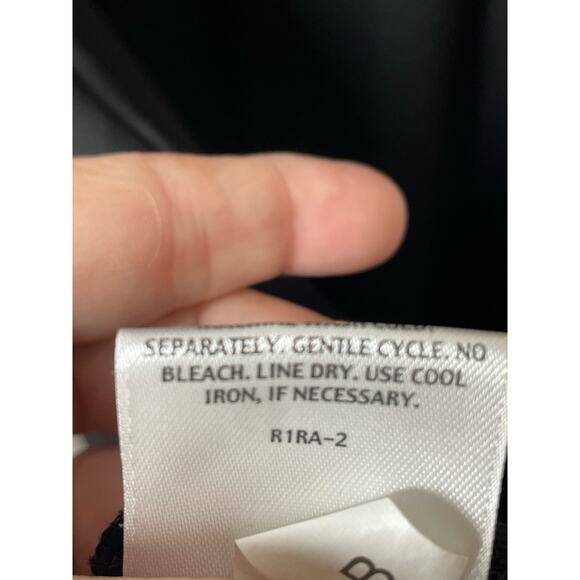 SEPARATELY. GENTLE CYCLE. NO
BLEACH. LINE DRY. USE COOL
IRON, IF NECESSARY.
R1RA-2
B